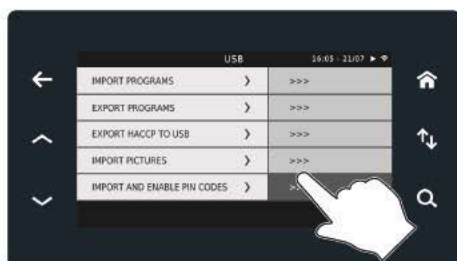 USB 16:05 - 21/07
IMPORT PROGRAMS >>>
EXPORT PROGRAMS >>>
EXPORT HACCP TO USB >>>
IMPORT PICTURES >>>
IMPORT AND ENABLE PIN CODES >>